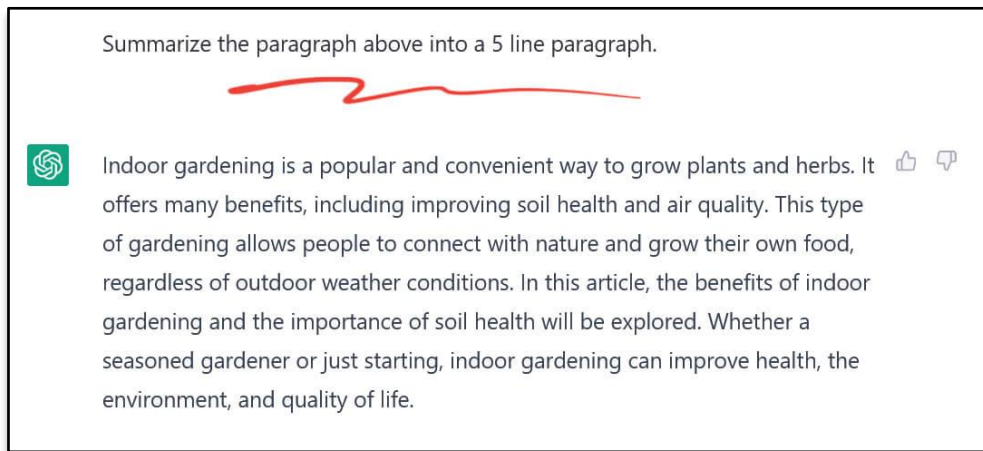 Summarize the paragraph above into a 5 line paragraph.
Indoor gardening is a popular and convenient way to grow plants and herbs. It
offers many benefits, including improving soil health and air quality. This type
of gardening allows people to connect with nature and grow their own food,
regardless of outdoor weather conditions. In this article, the benefits of indoor
gardening and the importance of soil health will be explored. Whether a
seasoned gardener or just starting, indoor gardening can improve health, the
environment, and quality of life.